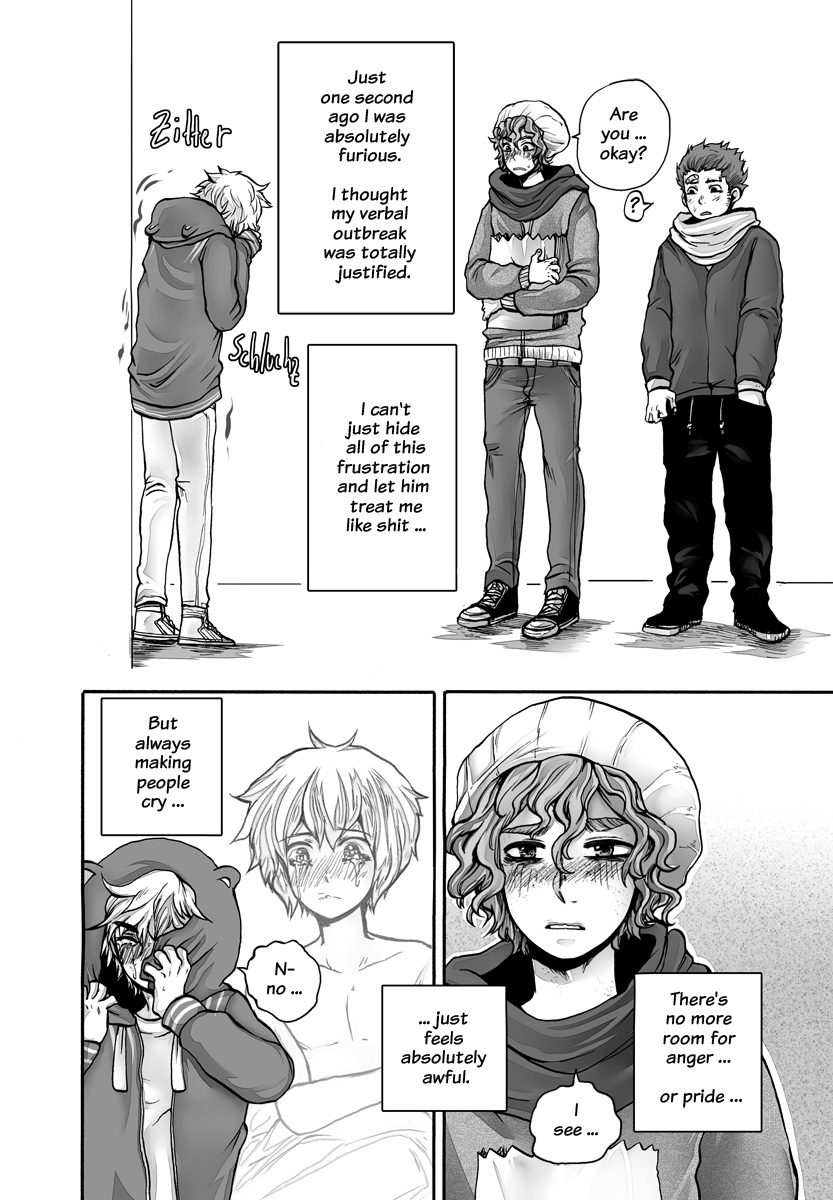 Zitter
Just
one second
ago I was
absolutely
furious.
I thought
my verbal
outbreak
was totally
justified.
Are
you ...
okay?
?
Schluchz
I can't
just hide
all of this
frustration
and let him
treat me
like shit ...
But
always
making
people
cry ...
N-
no ...
... just
feels
absolutely
awful.
There's
no more
room for
anger ...
or pride ...
I
see ...